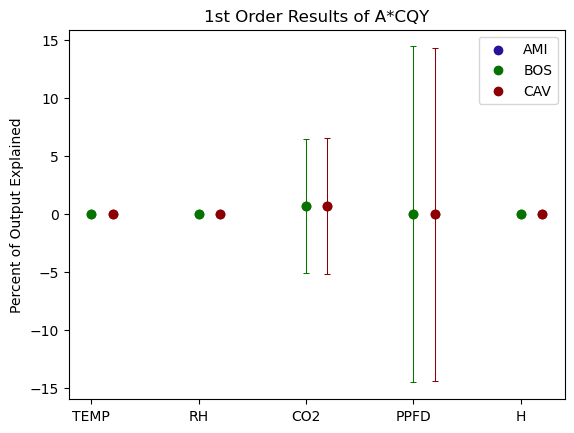 1st Order Results of A*CQY
AMI
BOS
CAV
Percent of Output Explained
15
10
5
0
−5
−10
−15
TEMP RH CO2 PPFD H